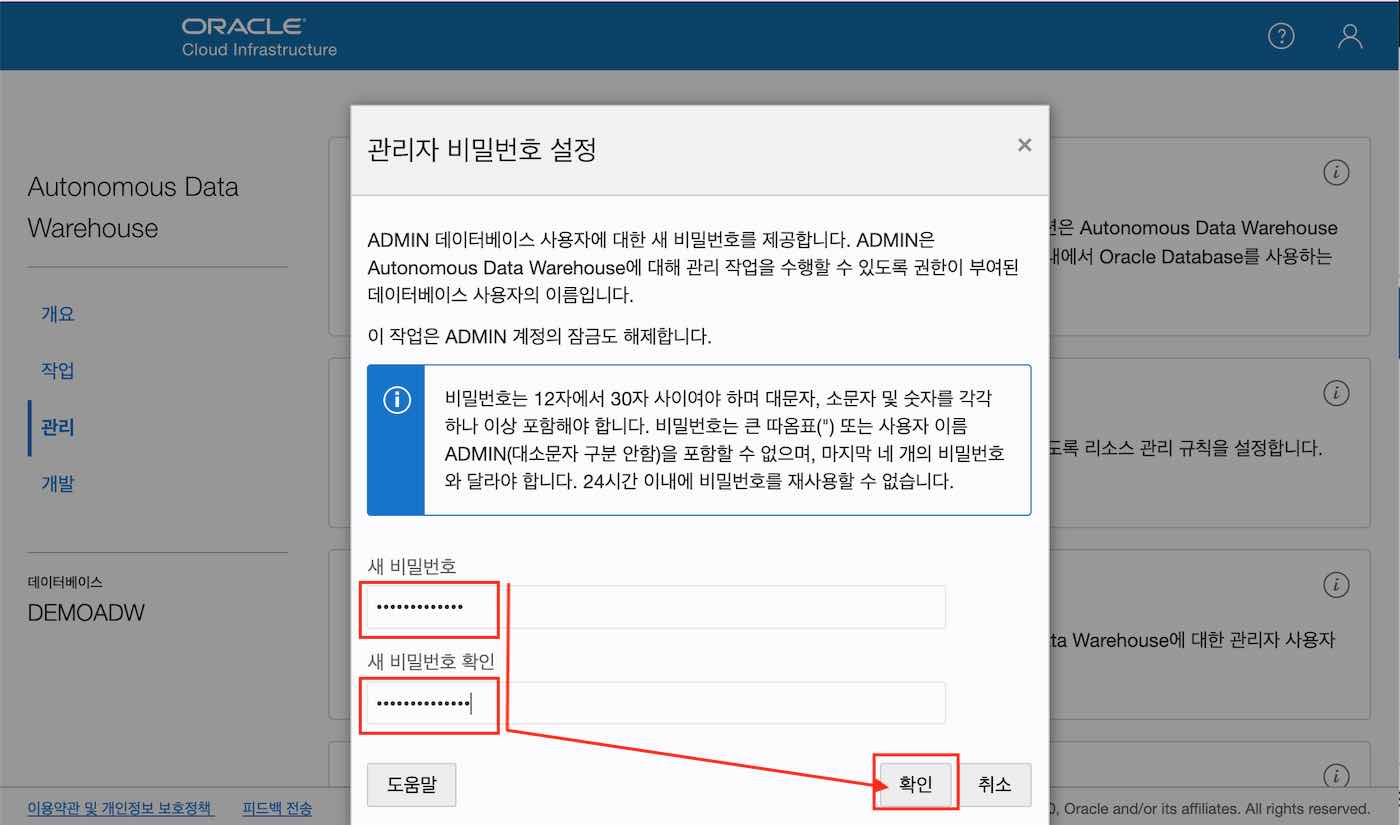 ORACLE
Cloud Infrastructure
Autonomous Data
Warehouse
개요
작업
관리
개발
데이터베이스
DEMOADW
관리자 비밀번호 설정
ADMIN 데이터베이스 사용자에 대한 새 비밀번호를 제공합니다. ADMIN은
Autonomous Data Warehouse에 대해 관리 작업을 수행할 수 있도록 권한이 부여된
데이터베이스 사용자의 이름입니다.
이 작업은 ADMIN 계정의 잠금도 해제합니다.
비밀번호는 12자에서 30자 사이여야 하며 대문자, 소문자 및 숫자를 각각
하나 이상 포함해야 합니다. 비밀번호는 큰 따옴표(") 또는 사용자 이름
ADMIN(대소문자 구분 안함)을 포함할 수 없으며, 마지막 네 개의 비밀번호
와 달라야 합니다. 24시간 이내에 비밀번호를 재사용할 수 없습니다.
새 비밀번호
새 비밀번호 확인
도움말
확인
취소
Autonomous Data Warehouse
내에서 Oracle Database를 사용하는
도록 리소스 관리 규칙을 설정합니다.
ta Warehouse에 대한 관리자 사용자
이용약관 및 개인정보 보호정책
피드백 전송
0, Oracle and/or its affiliates. All rights reserved.